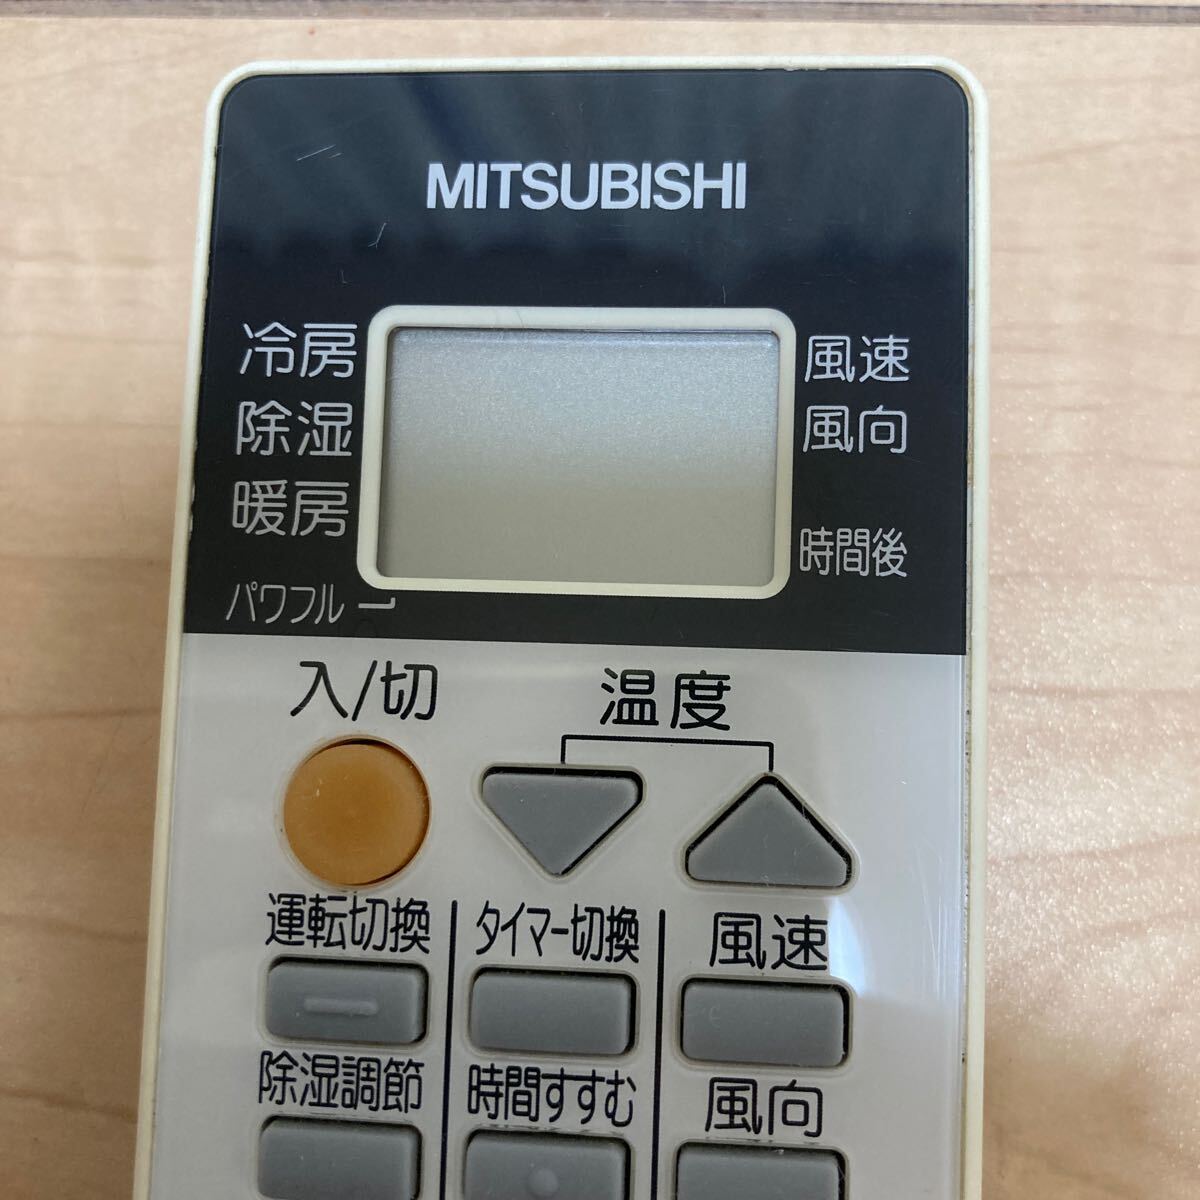 MITSUBISHI
冷房
除湿
暖房
パワフル
風速
風向
時間後
入/切
温度
運転切換
タイマー切換
風速
除湿調節
時間すすむ
風向